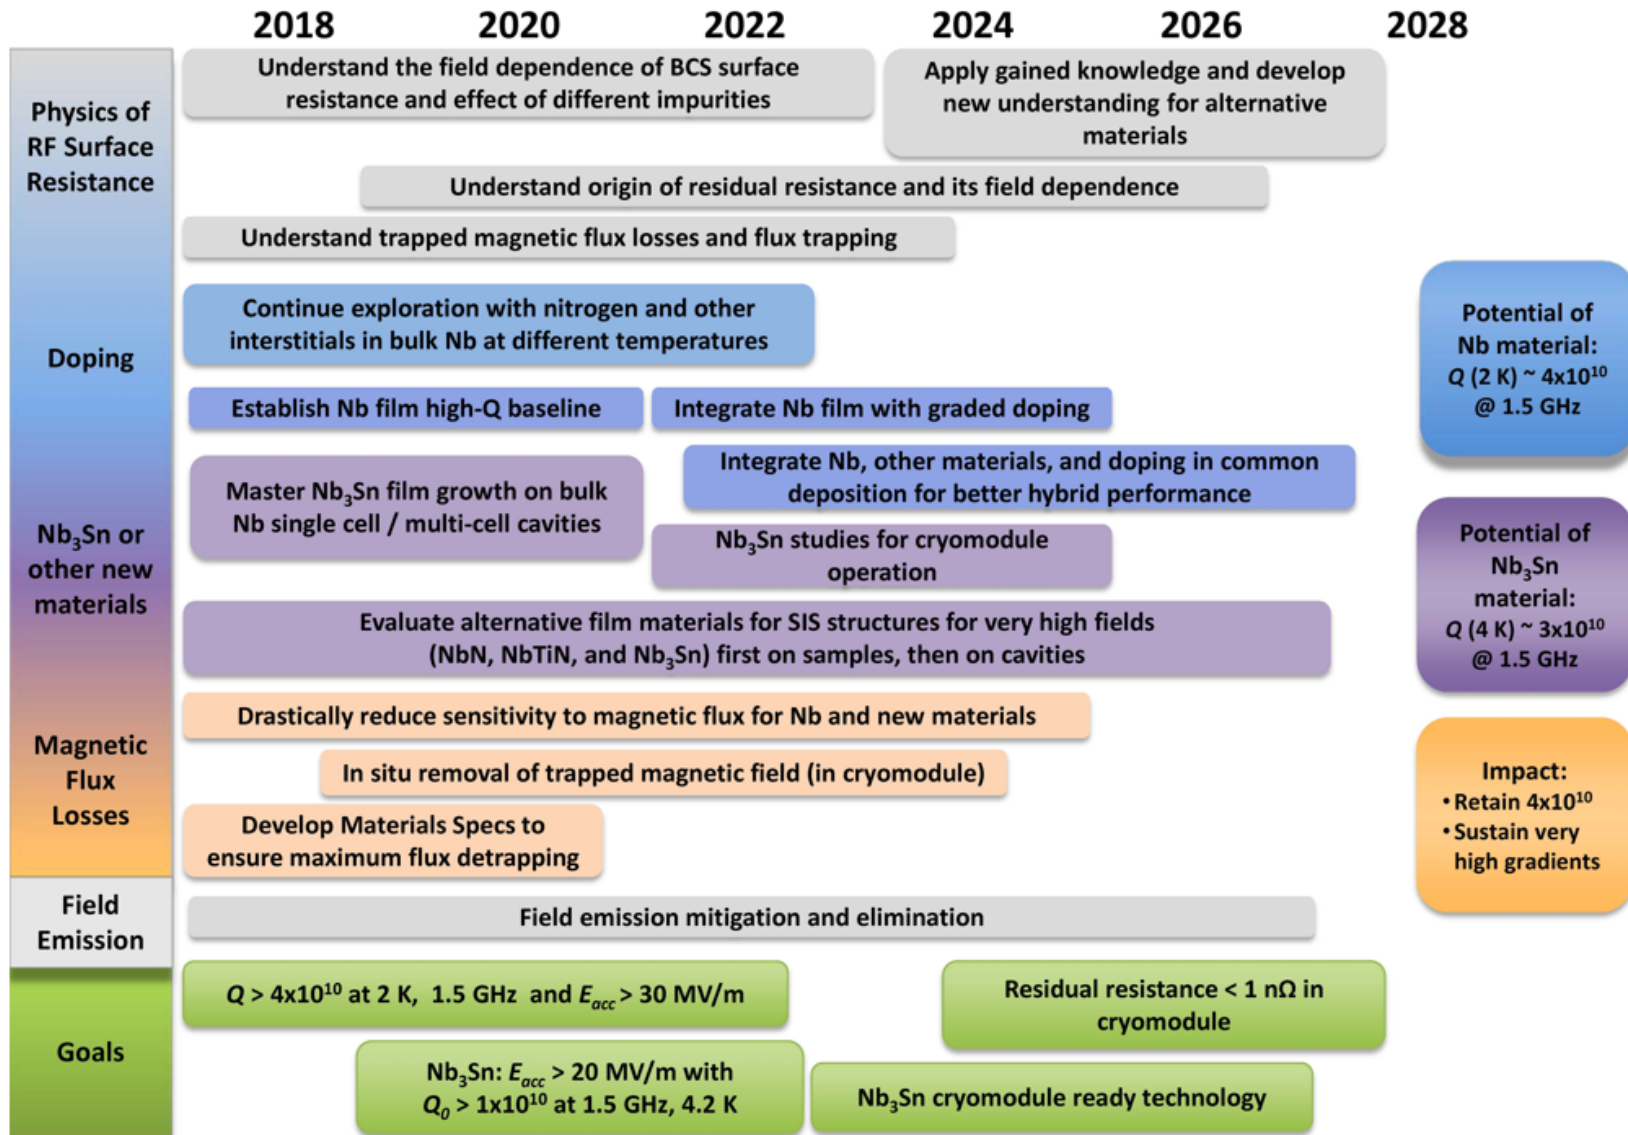 2018 2020 2022 2024 2026 2028
Physics of
RF Surface
Resistance
Understand the field dependence of BCS surface
resistance and effect of different impurities
Apply gained knowledge and develop
new understanding for alternative
materials
Understand origin of residual resistance and its field dependence
Understand trapped magnetic flux losses and flux trapping
Doping
Continue exploration with nitrogen and other
interstitials in bulk Nb at different temperatures
Establish Nb film high-Q baseline
Integrate Nb film with graded doping
Integrate Nb, other materials, and doping in common
deposition for better hybrid performance
Nb₃Sn or
other new
materials
Master Nb₃Sn film growth on bulk
Nb single cell / multi-cell cavities
Nb₃Sn studies for cryomodule
operation
Evaluate alternative film materials for SIS structures for very high fields
(NbN, NbTiN, and Nb₃Sn) first on samples, then on cavities
Magnetic
Flux
Losses
Drastically reduce sensitivity to magnetic flux for Nb and new materials
In situ removal of trapped magnetic field (in cryomodule)
Develop Materials Specs to
ensure maximum flux detrapping
Field
Emission
Field emission mitigation and elimination
Goals
Q > 4x10¹⁰ at 2 K, 1.5 GHz and E_acc > 30 MV/m
Residual resistance < 1 nΩ in
cryomodule
Nb₃Sn: E_acc > 20 MV/m with
Q₀ > 1x10¹⁰ at 1.5 GHz, 4.2 K
Nb₃Sn cryomodule ready technology
Potential of
Nb material:
Q (2 K) ~ 4x10¹⁰
@ 1.5 GHz
Potential of
Nb₃Sn
material:
Q (4 K) ~ 3x10¹⁰
@ 1.5 GHz
Impact:
• Retain 4x10¹⁰
• Sustain very
high gradients